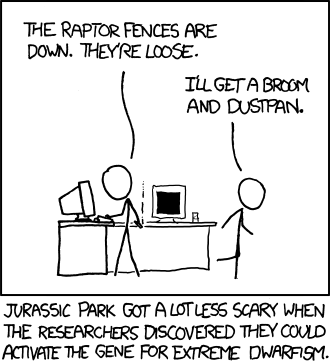 THE RAPTOR FENCES ARE
DOWN. THEY'RE LOOSE.
I'LL GET A BROOM
AND DUSTPAN.
JURASSIC PARK GOT A LOT LESS SCARY WHEN
THE RESEARCHERS DISCOVERED THEY COULD
ACTIVATE THE GENE FOR EXTREME DWARFISM.